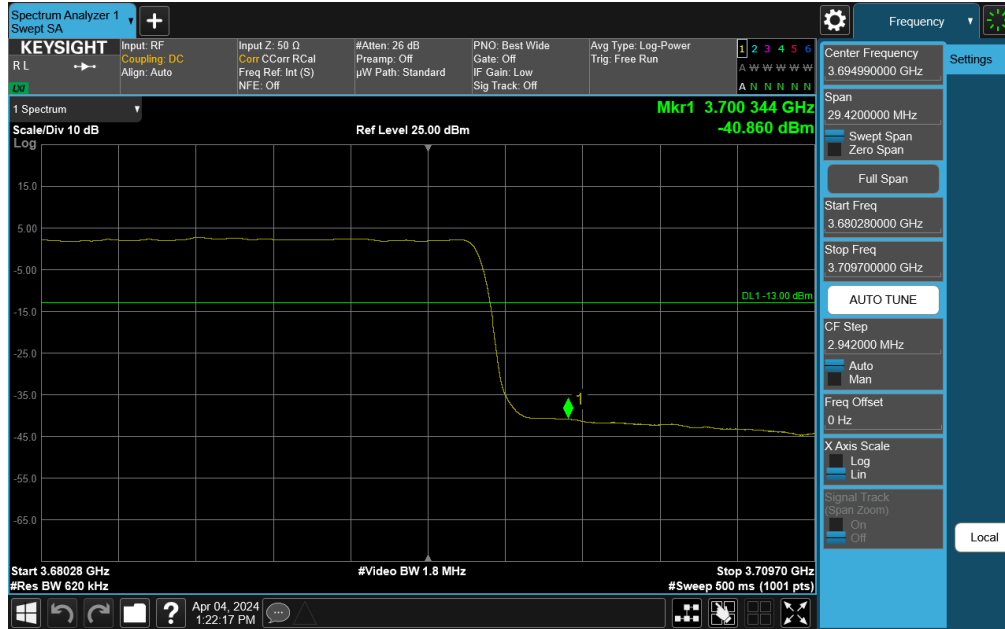 Spectrum Analyzer 1
Swept SA
Frequency
KEYSIGHT
R L
LXI
Input: RF
Coupling: DC
Align: Auto
Input Z: 50 Ω
Corr CCorr RCal
Freq Ref: Int (S)
NFE: Off
#Atten: 26 dB
Preamp: Off
µW Path: Standard
PNO: Best Wide
Gate: Off
IF Gain: Low
Sig Track: Off
Avg Type: Log-Power
Trig: Free Run
1 2 3 4 5 6
A W W W W W
A N N N N N
1 Spectrum
Mkr1 3.700 344 GHz
-40.860 dBm
Scale/Div 10 dB
Ref Level 25.00 dBm
Log
15.0
5.00
-5.00
-15.0
-25.0
-35.0
-45.0
-55.0
-65.0
DL1 -13.00 dBm
1
Start 3.68028 GHz
#Video BW 1.8 MHz
Stop 3.70970 GHz
#Res BW 620 kHz
#Sweep 500 ms (1001 pts)
Center Frequency
3.694990000 GHz
Span
29.4200000 MHz
Swept Span
Zero Span
Full Span
Start Freq
3.680280000 GHz
Stop Freq
3.709700000 GHz
AUTO TUNE
CF Step
2.942000 MHz
Auto
Man
Freq Offset
0 Hz
X Axis Scale
Log
Lin
Signal Track
(Span Zoom)
On
Off
Settings
Local
?
Apr 04, 2024
1:22:17 PM